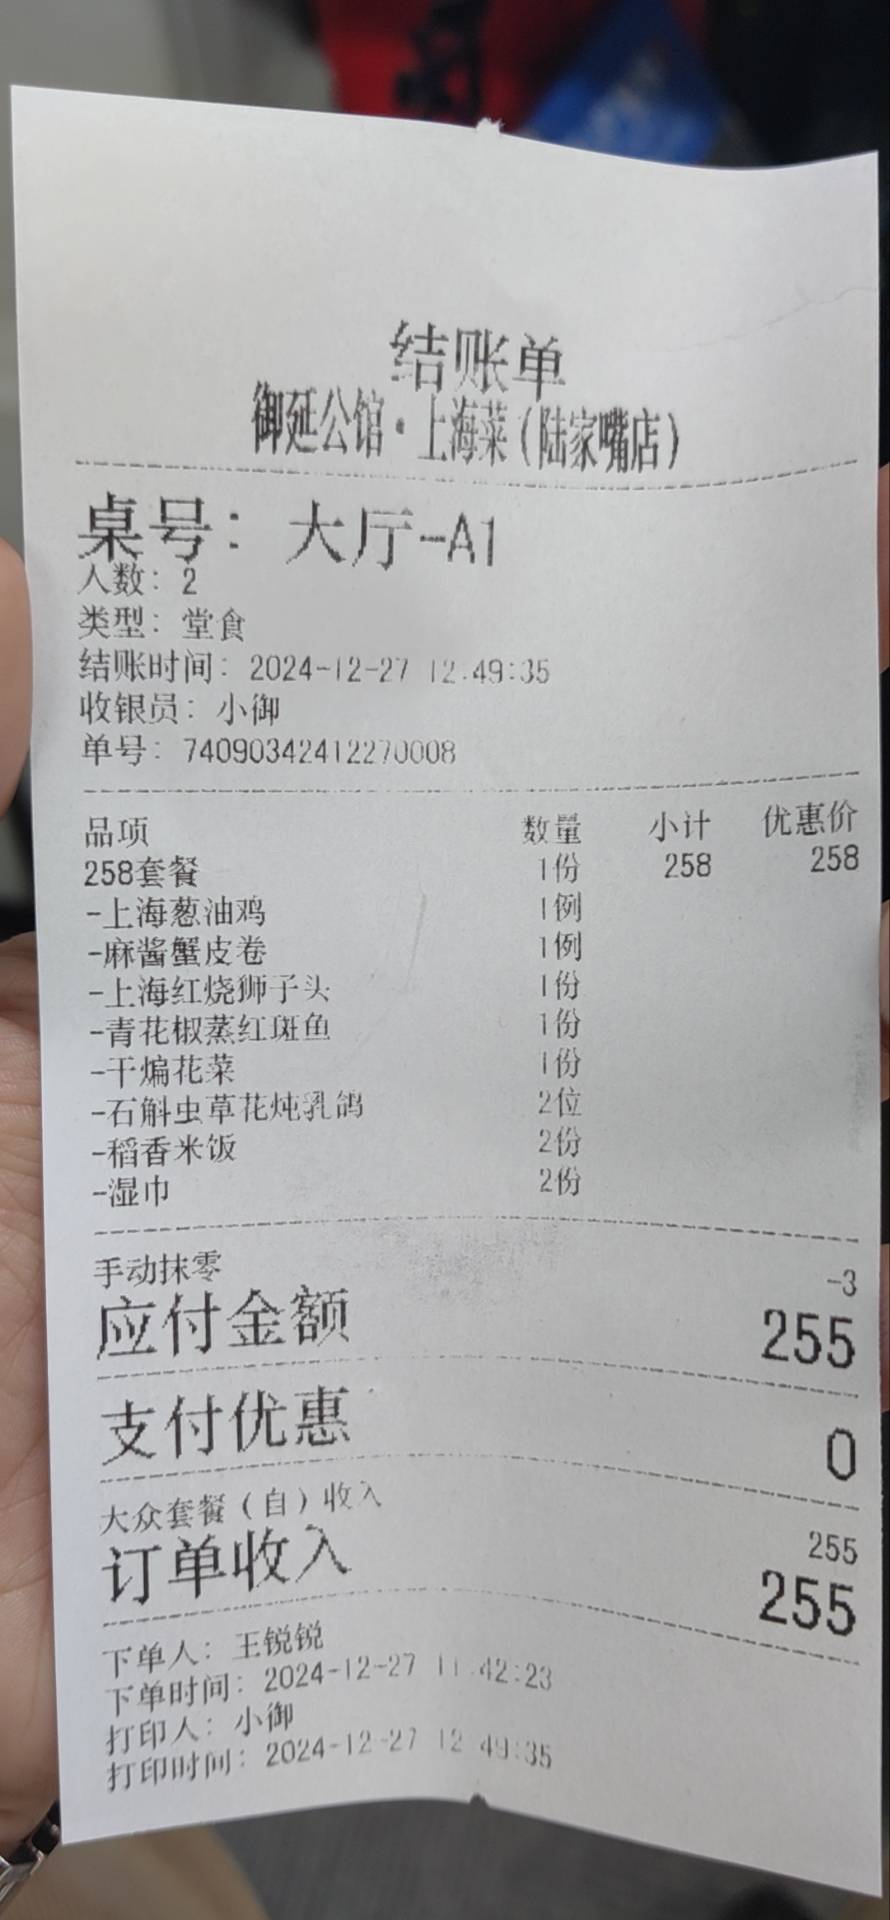 结账单
御延公馆·上海菜(陆家嘴店)
桌号: 大厅-A1
人数: 2
类型: 堂食
结账时间: 2024-12-27 12:49:35
收银员: 小御
单号: 74090342412270008
品项 数量 小计 优惠价
258套餐 1份 258 258
-上海葱油鸡 1例
-麻酱蟹皮卷 1例
-上海红烧狮子头 1份
-青花椒蒸红斑鱼 1份
-干煸花菜 1份
-石斛虫草花炖乳鸽 2位
-稻香米饭 2份
-湿巾 2份
手动抹零 -3
应付金额 255
支付优惠 0
大众套餐(自)收入 255
订单收入 255
下单人: 王锐锐
下单时间: 2024-12-27 11:42:23
打印人: 小御
打印时间: 2024-12-27 12:49:35